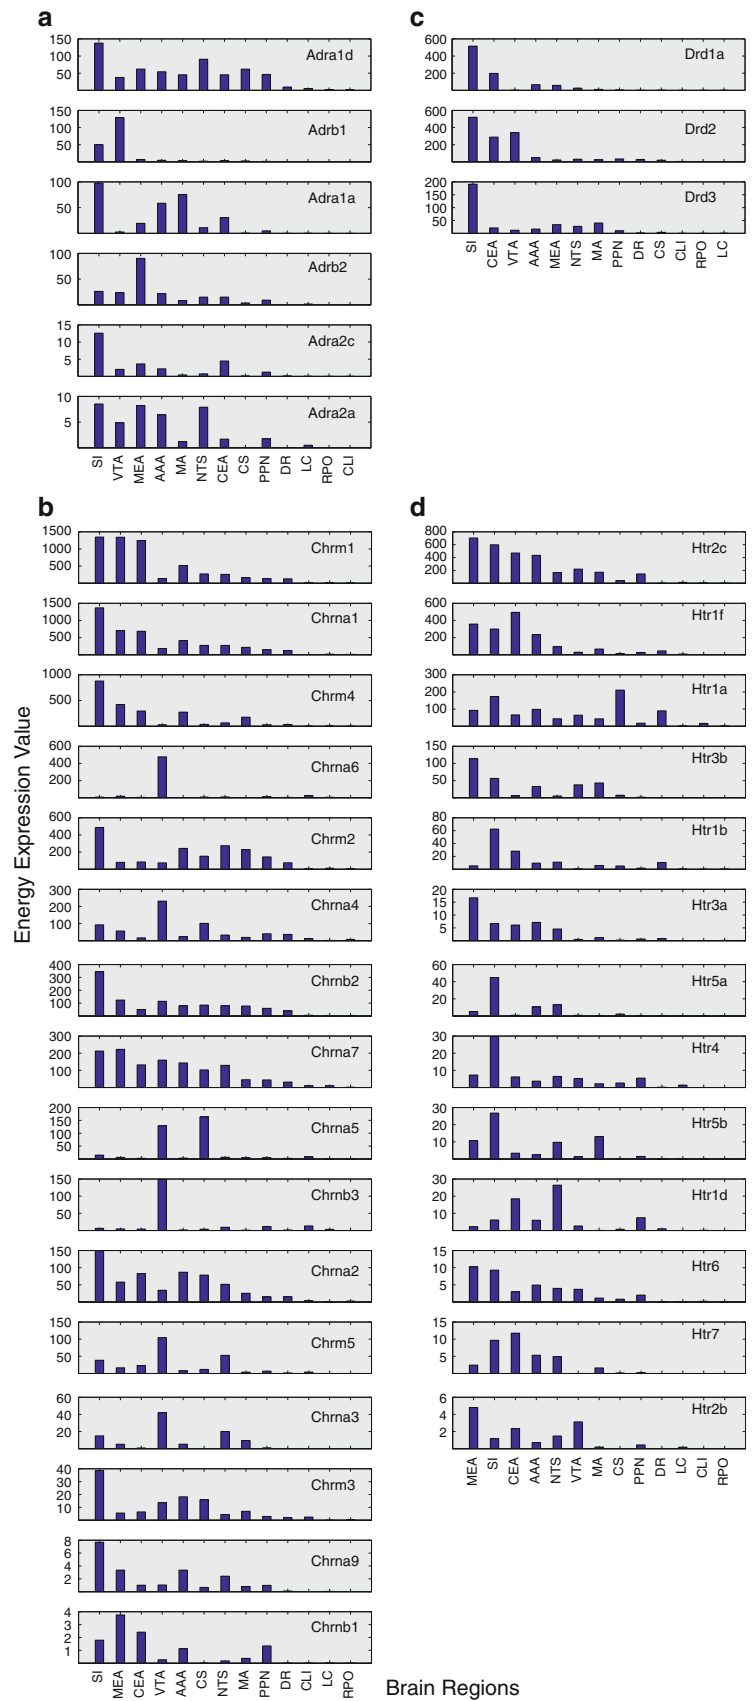 a
150
100
50
Adra1d
150
100
50
Adrb1
100
50
Adra1a
100
50
Adrb2
15
10
5
Adra2c
10
5
Adra2a
SI VTA MEA AAA MA NTS CEA CS PPN DR LC RPO CLI
c
600
400
200
Drd1a
600
400
200
Drd2
200
150
100
50
Drd3
SI CEA VTA AAA MEA NTS MA PPN DR CS CLI RPO LC
b
Energy Expression Value
1500
1000
500
Chrm1
1500
1000
500
Chrna1
1000
500
Chrm4
600
400
200
Chrna6
600
400
200
Chrm2
300
200
100
Chrna4
400
300
200
100
Chrnb2
300
200
100
Chrna7
200
150
100
50
Chrna5
150
100
50
Chrnb3
150
100
50
Chrna2
150
100
50
Chrm5
60
40
20
Chrna3
40
30
20
10
Chrm3
8
6
4
2
Chrna9
4
3
2
1
Chrnb1
SI MEA CEA VTA AAA CS NTS MA PPN DR CLI LC RPO
d
800
600
400
200
Htr2c
600
400
200
Htr1f
300
200
100
Htr1a
150
100
50
Htr3b
80
60
40
20
Htr1b
20
15
10
5
Htr3a
60
40
20
Htr5a
30
20
10
Htr4
30
20
10
Htr5b
30
20
10
Htr1d
15
10
5
Htr6
15
10
5
Htr7
6
4
2
Htr2b
MEA SI CEA AAA NTS VTA MA CS PPN DR LC CLI RPO
Brain Regions